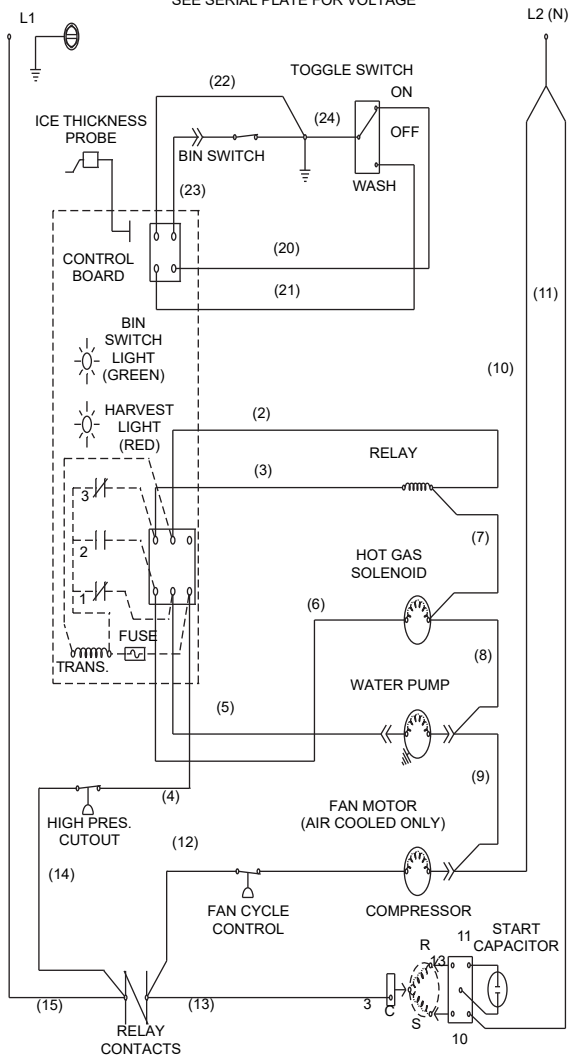 SEE SERIAL PLATE FOR VOLTAGE
L1
L2 (N)
(22)
TOGGLE SWITCH
ON
ICE THICKNESS
PROBE
(24)
OFF
BIN SWITCH
WASH
(23)
(20)
CONTROL
BOARD
(21)
(11)
BIN
SWITCH
LIGHT
(GREEN)
(10)
HARVEST
LIGHT
(RED)
(2)
RELAY
(3)
3
(7)
2
HOT GAS
SOLENOID
1
(6)
FUSE
(8)
TRANS.
WATER PUMP
(5)
(9)
(4)
FAN MOTOR
(AIR COOLED ONLY)
HIGH PRES.
CUTOUT
(12)
(14)
FAN CYCLE
CONTROL
COMPRESSOR
START
CAPACITOR
11
R
13
(15)
(13)
3
C
S
10
RELAY
CONTACTS